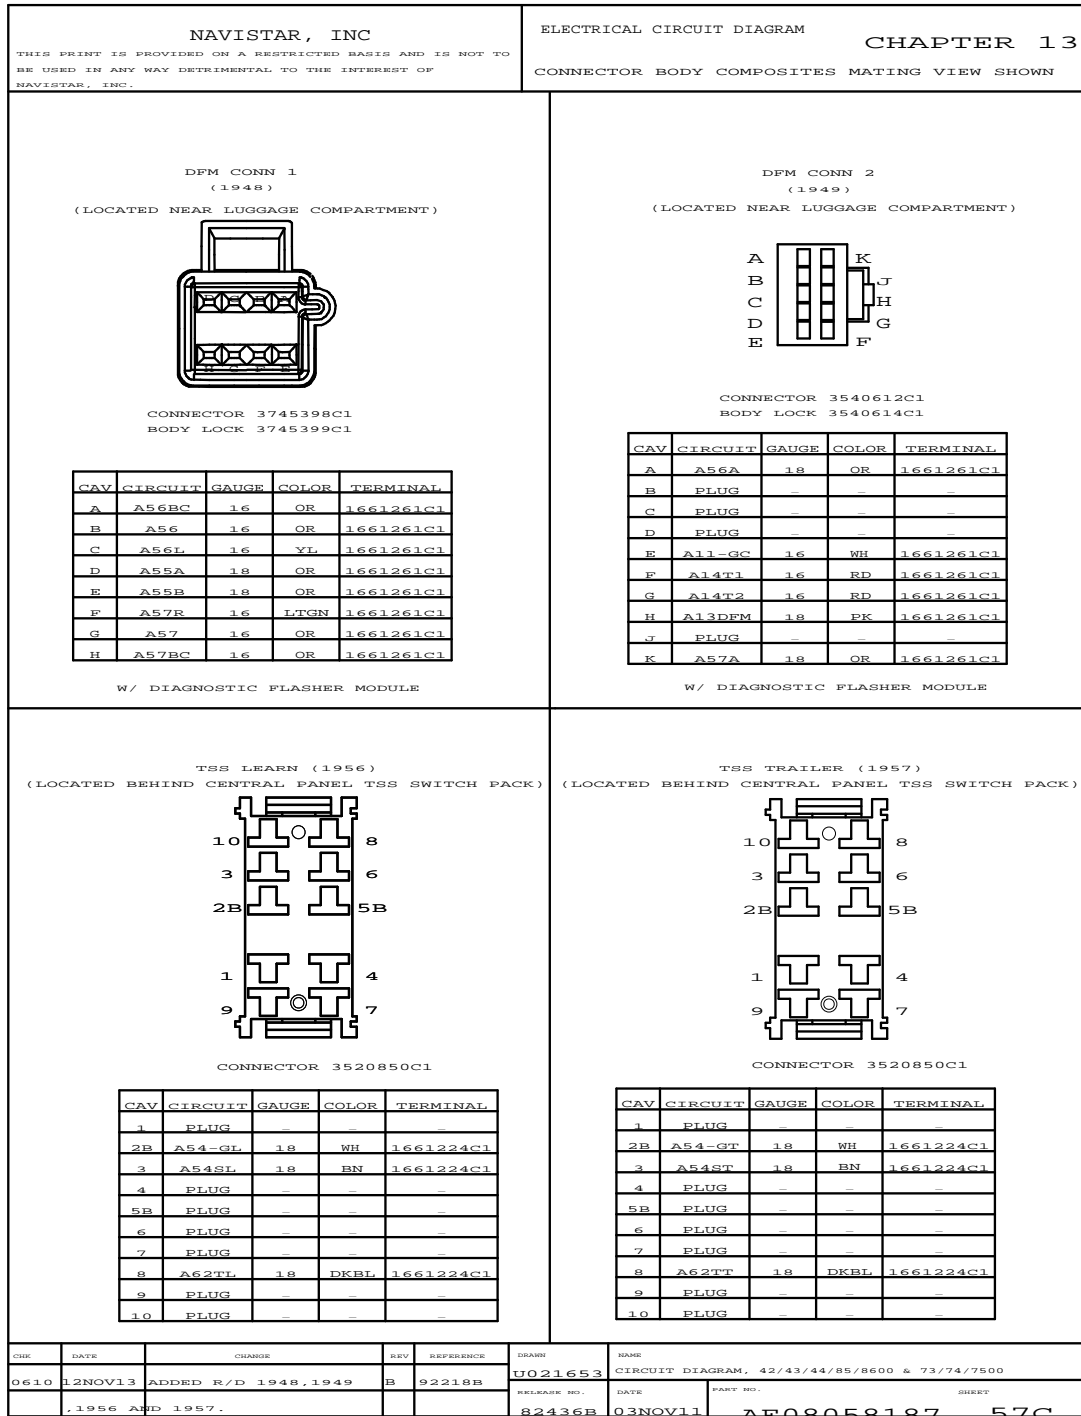 NAVISTAR, INC
THIS PRINT IS PROVIDED ON A RESTRICTED BASIS AND IS NOT TO
BE USED IN ANY WAY DETRIMENTAL TO THE INTEREST OF
NAVISTAR, INC.
ELECTRICAL CIRCUIT DIAGRAM
CHAPTER 13
CONNECTOR BODY COMPOSITES MATING VIEW SHOWN
DFM CONN 1
(1948)
(LOCATED NEAR LUGGAGE COMPARTMENT)
D C B A
H G F E
CONNECTOR 3745398C1
BODY LOCK 3745399C1
CAV CIRCUIT GAUGE COLOR TERMINAL
A A56BC 16 OR 1661261C1
B A56 16 OR 1661261C1
C A56L 16 YL 1661261C1
D A55A 18 OR 1661261C1
E A55B 18 OR 1661261C1
F A57R 16 LTGN 1661261C1
G A57 16 OR 1661261C1
H A57BC 16 OR 1661261C1
W/ DIAGNOSTIC FLASHER MODULE
DFM CONN 2
(1949)
(LOCATED NEAR LUGGAGE COMPARTMENT)
A K
B J
C H
D G
E F
CONNECTOR 3540612C1
BODY LOCK 3540614C1
CAV CIRCUIT GAUGE COLOR TERMINAL
A A56A 18 OR 1661261C1
B PLUG – – –
C PLUG – – –
D PLUG – – –
E A11-GC 16 WH 1661261C1
F A14T1 16 RD 1661261C1
G A14T2 16 RD 1661261C1
H A13DFM 18 PK 1661261C1
J PLUG – – –
K A57A 18 OR 1661261C1
W/ DIAGNOSTIC FLASHER MODULE
TSS LEARN (1956)
(LOCATED BEHIND CENTRAL PANEL TSS SWITCH PACK)
10 8
3 6
2B 5B
1 4
9 7
CONNECTOR 3520850C1
CAV CIRCUIT GAUGE COLOR TERMINAL
1 PLUG – – –
2B A54-GL 18 WH 1661224C1
3 A54SL 18 BN 1661224C1
4 PLUG – – –
5B PLUG – – –
6 PLUG – – –
7 PLUG – – –
8 A62TL 18 DKBL 1661224C1
9 PLUG – – –
10 PLUG – – –
TSS TRAILER (1957)
(LOCATED BEHIND CENTRAL PANEL TSS SWITCH PACK)
10 8
3 6
2B 5B
1 4
9 7
CONNECTOR 3520850C1
CAV CIRCUIT GAUGE COLOR TERMINAL
1 PLUG – – –
2B A54-GT 18 WH 1661224C1
3 A54ST 18 BN 1661224C1
4 PLUG – – –
5B PLUG – – –
6 PLUG – – –
7 PLUG – – –
8 A62TT 18 DKBL 1661224C1
9 PLUG – – –
10 PLUG – – –
CHK DATE CHANGE REV REFERENCE
0610 12NOV13 ADDED R/D 1948,1949 B 92218B
,1956 AND 1957.
DRAWN
U021653
NAME
CIRCUIT DIAGRAM, 42/43/44/85/8600 & 73/74/7500
RELEASE NO. DATE PART NO. SHEET
82436B 03NOV11 AF08058187 57C